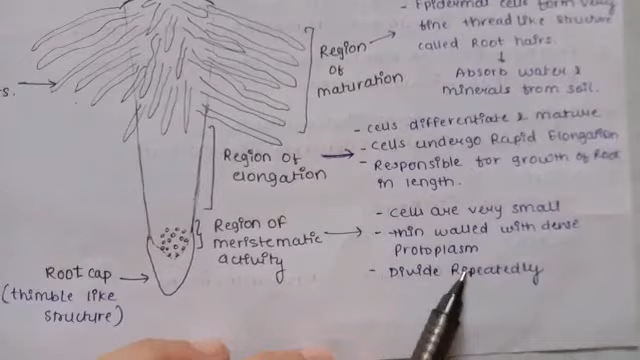 - Epidermal cells form very
fine thread like structure
called Root hairs.
↓
Absorb water &
minerals from soil.
Region
of
maturation
s.
- cells differentiate & mature
- cells undergo Rapid Elongation
- Responsible for growth of Root
in length.
Region of
elongation
- cells are very small
- thin walled with dense
Protoplasm
- Divide Repeatedly
Region of
meristematic
activity
Root cap
(thimble like
structure)